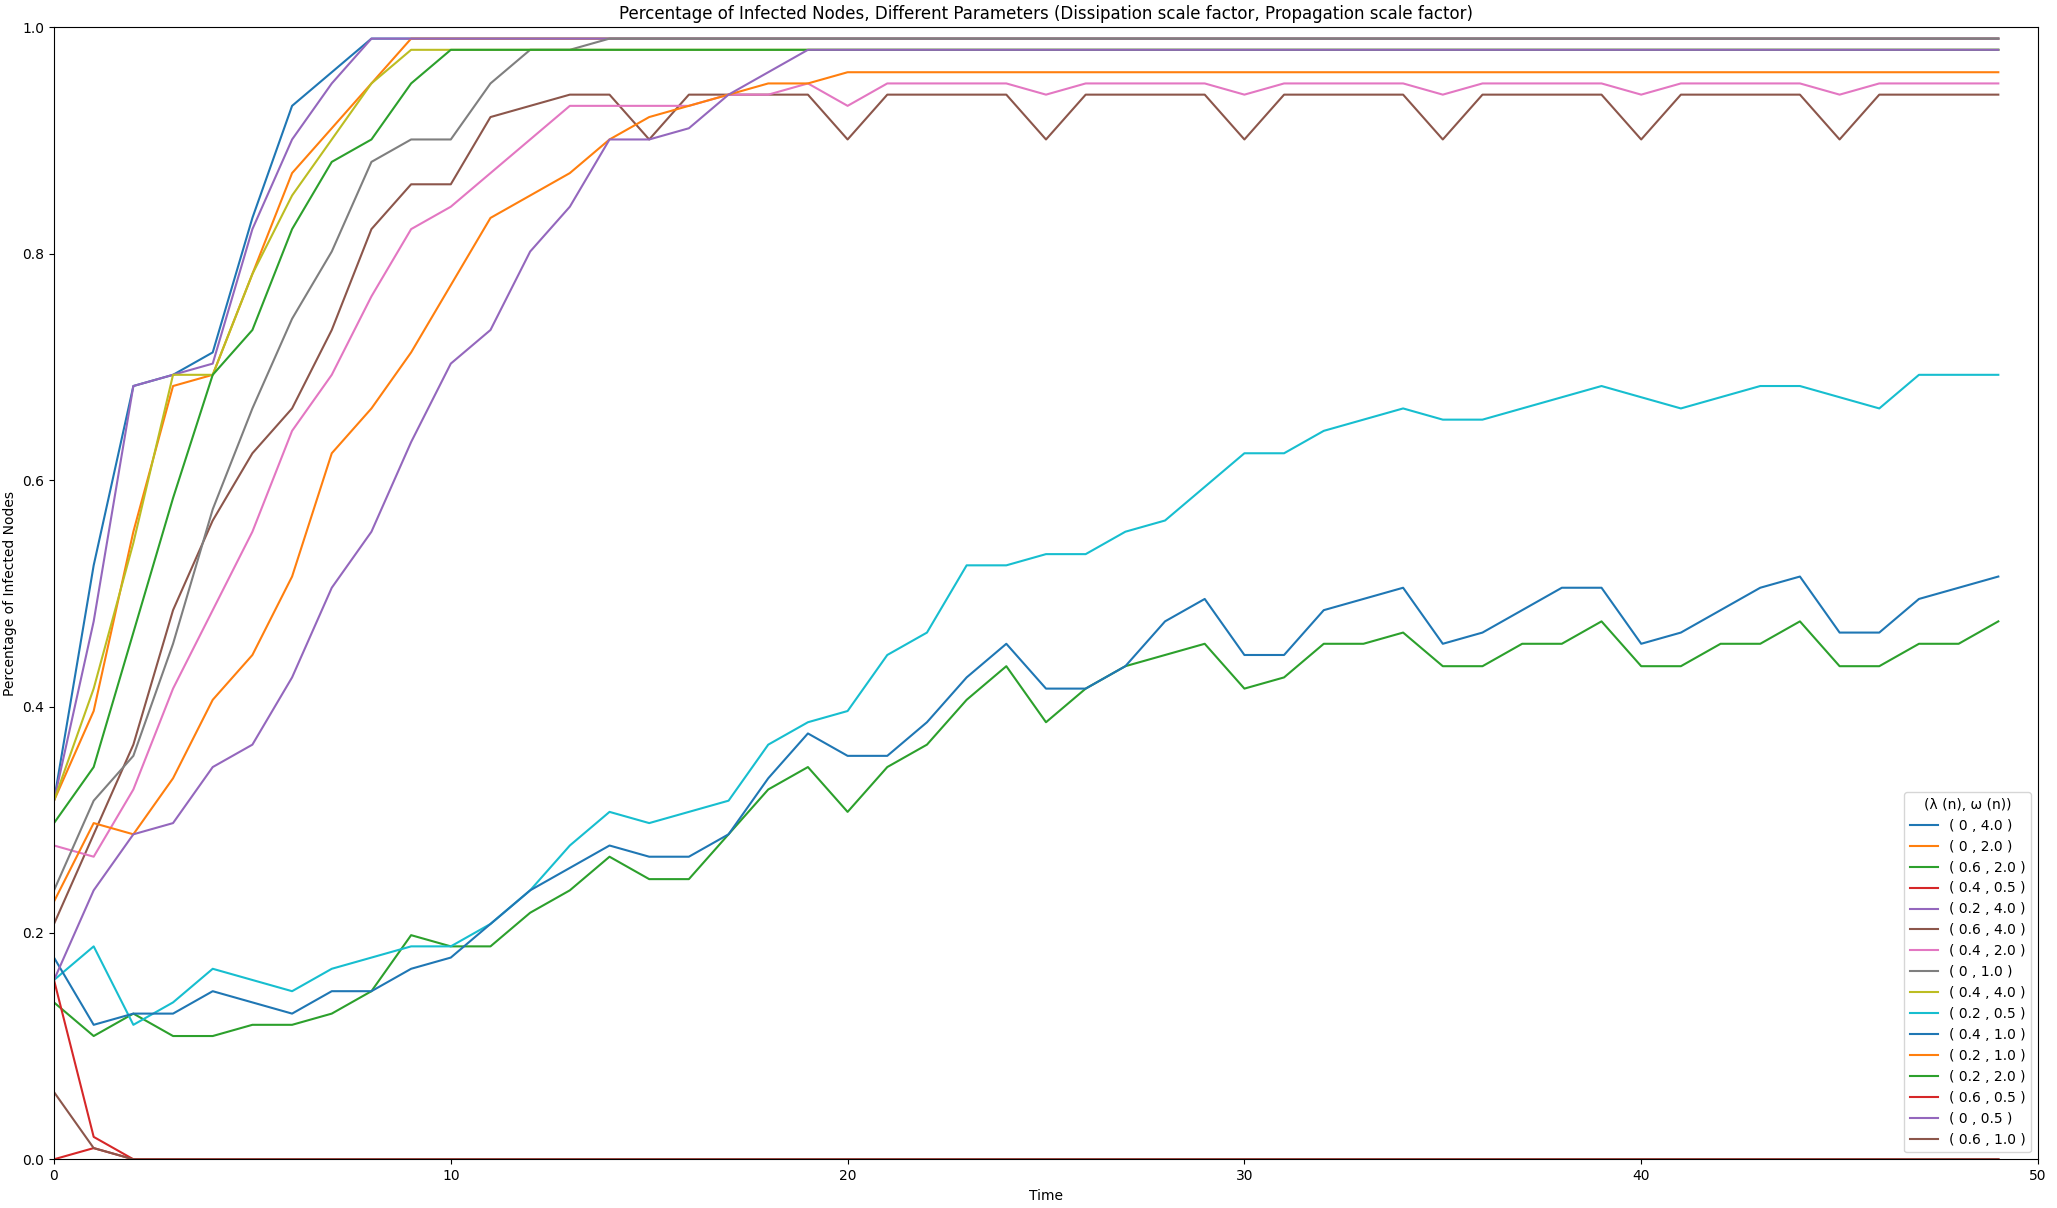 Percentage of Infected Nodes, Different Parameters (Dissipation scale factor, Propagation scale factor)
1.0
0.8
0.6
0.4
0.2
0.0
Percentage of Infected Nodes
(λ (n), ω (n))
( 0 , 4.0 )
( 0 , 2.0 )
( 0.6 , 2.0 )
( 0.4 , 0.5 )
( 0.2 , 4.0 )
( 0.6 , 4.0 )
( 0.4 , 2.0 )
( 0 , 1.0 )
( 0.4 , 4.0 )
( 0.2 , 0.5 )
( 0.4 , 1.0 )
( 0.2 , 1.0 )
( 0.2 , 2.0 )
( 0.6 , 0.5 )
( 0 , 0.5 )
( 0.6 , 1.0 )
0 10 20 30 40 50
Time